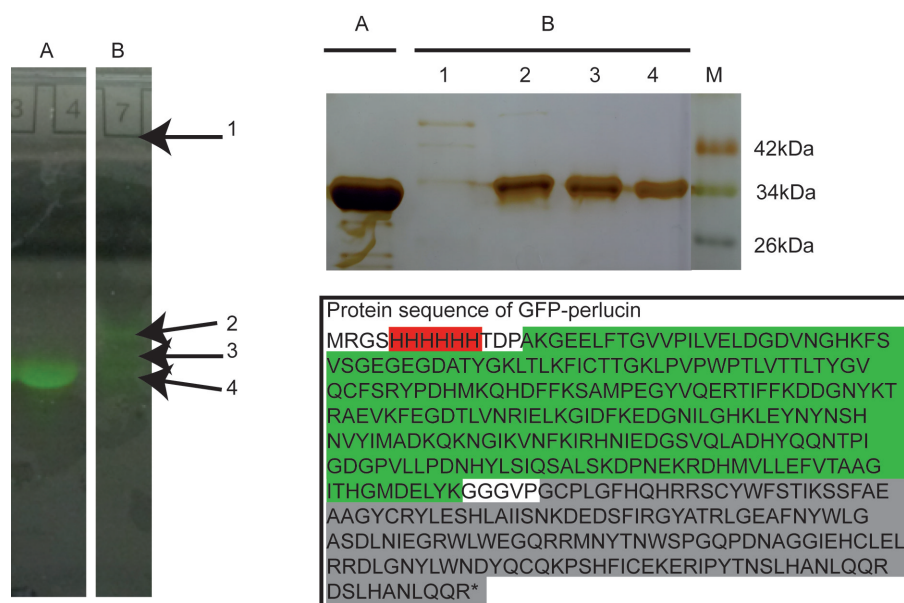 A
B
3
4
7
1
2
3
4
A
B
1
2
3
4
M
42kDa
34kDa
26kDa
Protein sequence of GFP-perlucin
MRGSHHHHHHTDPAKGEELFTGVVPILVELDGDVNGHKFS
VSGEGEGDATYGKLTLKFICTTGKLPVPWPTLVTTLTYGV
QCFSRYPDHMKQHDFFKSAMPEGYVQERTIFFKDDGNYKT
RAEVKFEGDTLVNRIELKGIDFKEDGNILGHKLEYNYNSH
NVYIMADKQKNGIKVNFKIRHNIEDGSVQLADHYQQNTPI
GDGPVLLPDNHYLSIQSALSKDPNEKRDHMVLLEFVTAAG
ITHGMDELYKGGGVPGCPLGFHQHRRSCYWFSTIKSSFAE
AAGYCRYLESHLAIISNKDEDSFIRGYATRLGEAFNYWLG
ASDLNIEGRWLWEGQRRMNYTNWSPGQPDNAGGIEHCLEL
RRDLGNYLWNDYQCQKPSHFICEKERIPYTNSLHANLQQR
DSLHANLQQR*